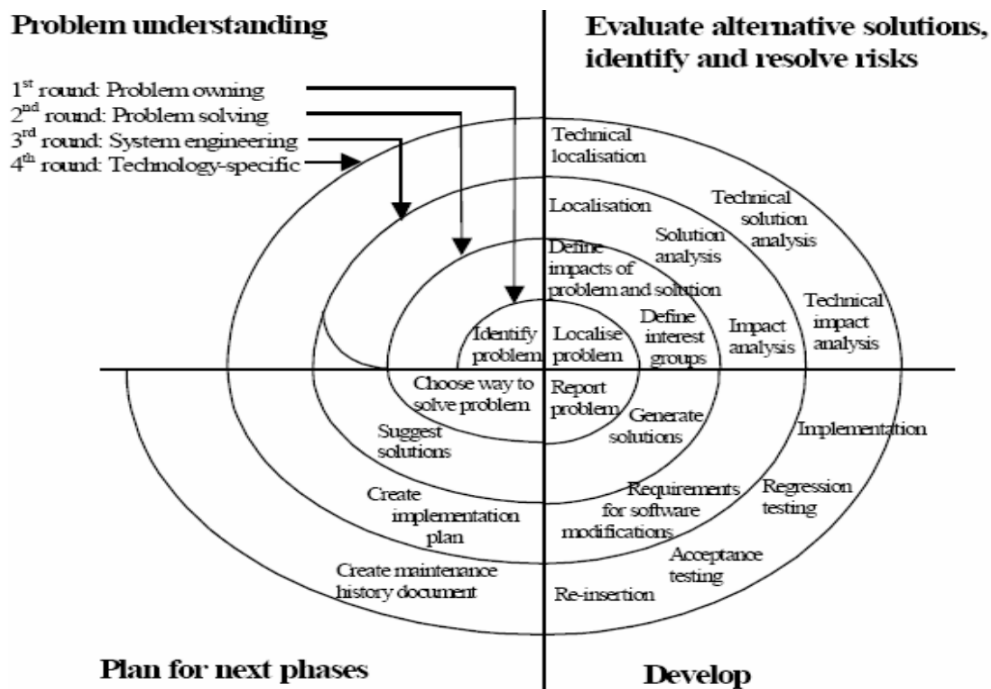 Problem understanding
Evaluate alternative solutions,
identify and resolve risks
1st round: Problem owning
2nd round: Problem solving
3rd round: System engineering
4th round: Technology-specific
Technical
localisation
Technical
solution
analysis
Localisation
Solution
analysis
Define
impacts of
problem and solution
Technical
impact
analysis
Define
interest
groups
Impact
analysis
Identify
problem
Localise
problem
Choose way to
solve problem
Report
problem
Generate
solutions
Suggest
solutions
Implementation
Create
implementation
plan
Requirements
for software
modifications
Regression
testing
Acceptance
testing
Create maintenance
history document
Re-insertion
Plan for next phases
Develop